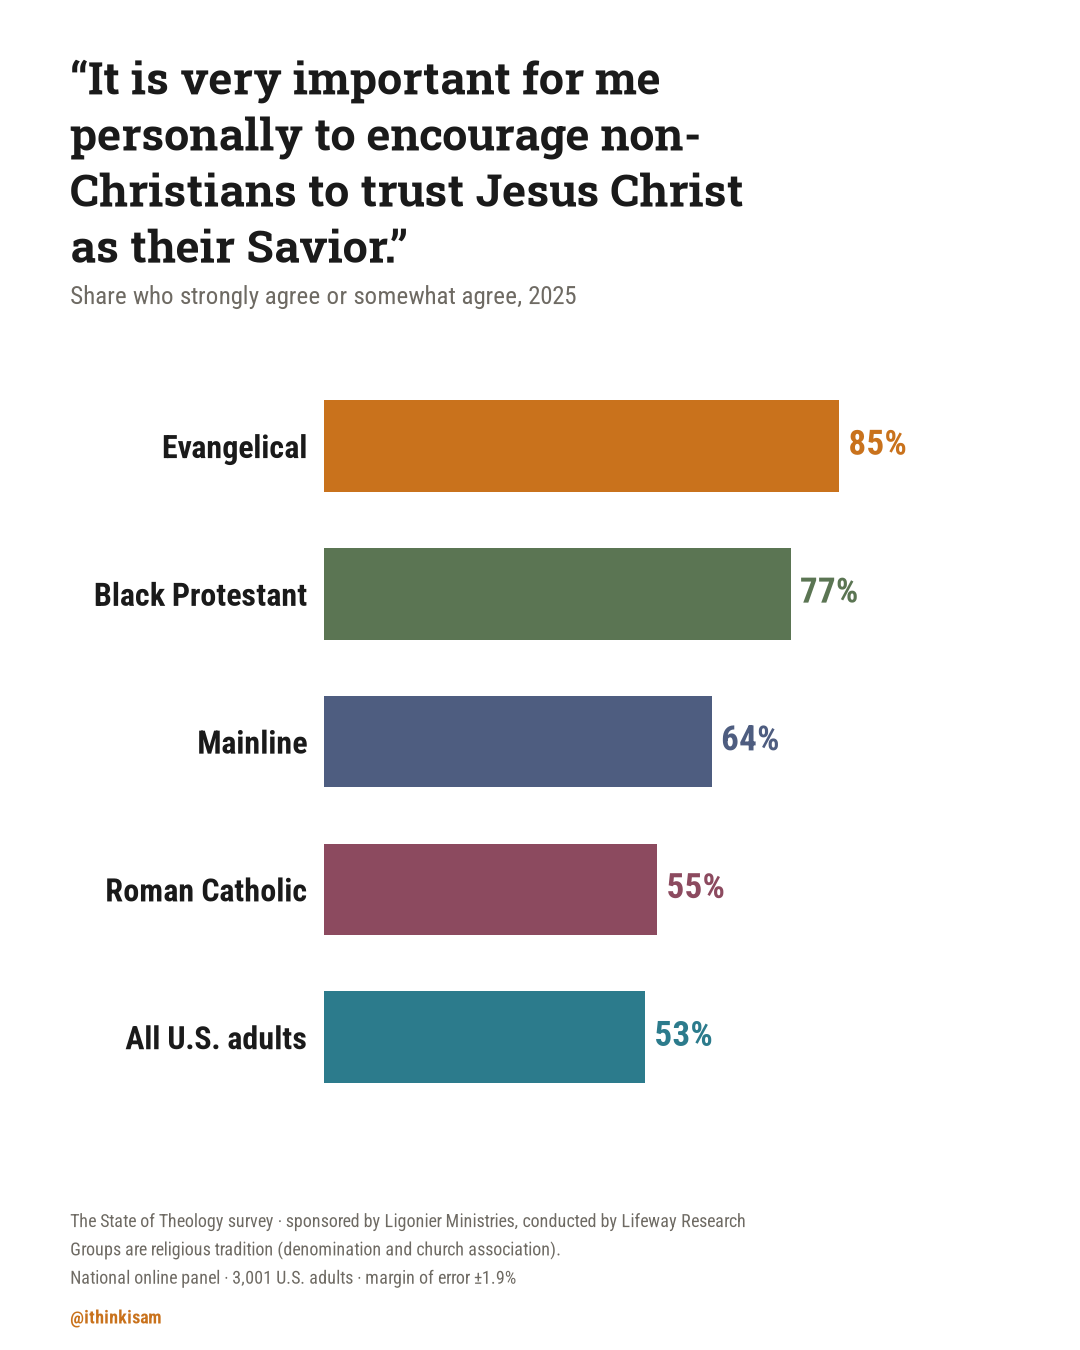 “It is very important for me
personally to encourage non-
Christians to trust Jesus Christ
as their Savior.”
Share who strongly agree or somewhat agree, 2025
Evangelical 85%
Black Protestant 77%
Mainline 64%
Roman Catholic 55%
All U.S. adults 53%
The State of Theology survey · sponsored by Ligonier Ministries, conducted by Lifeway Research
Groups are religious tradition (denomination and church association).
National online panel · 3,001 U.S. adults · margin of error ±1.9%
@ithinkisam